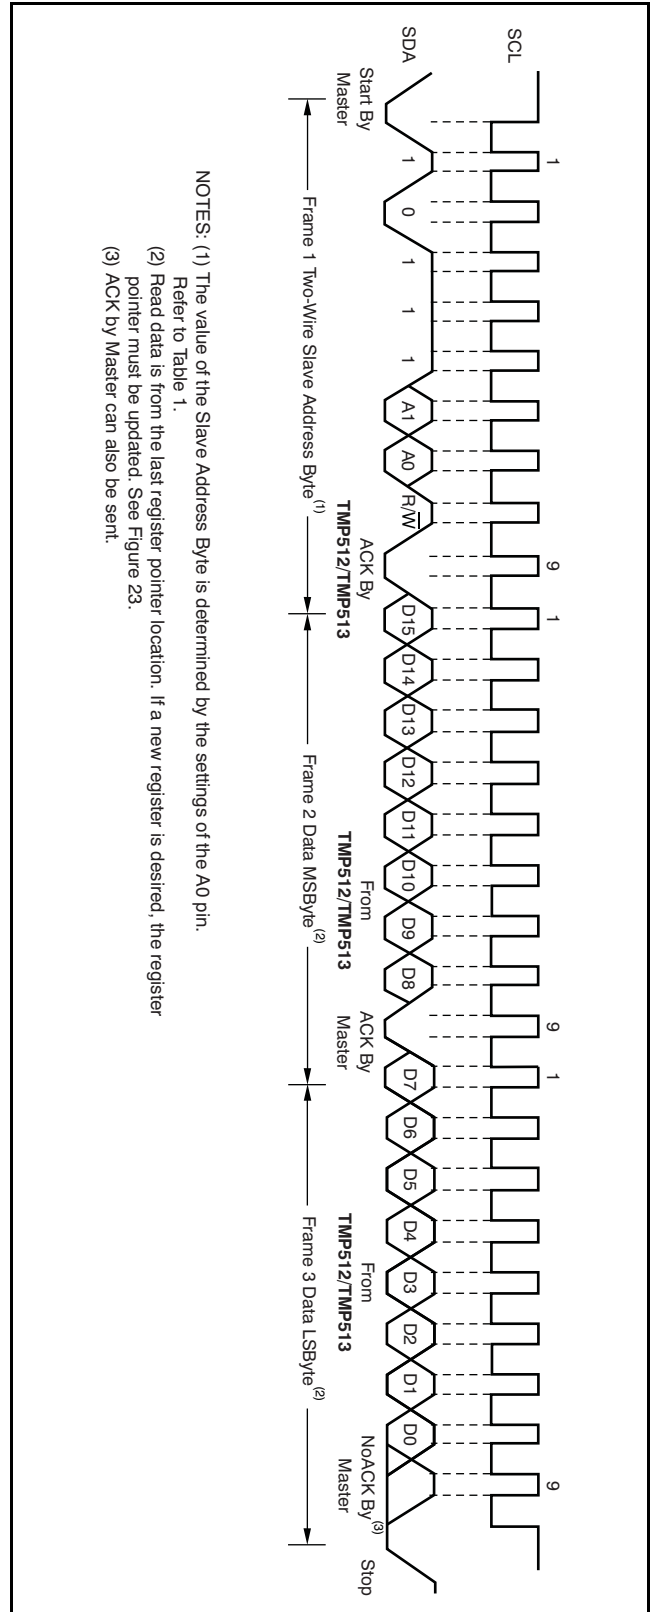 1 9 1 9 1 9
SCL
SDA 1 0 1 1 1 A1 A0 R/W D15 D14 D13 D12 D11 D10 D9 D8 D7 D6 D5 D4 D3 D2 D1 D0
Start By
Master
ACK By
TMP512/TMP513
From
TMP512/TMP513
ACK By
Master
From
TMP512/TMP513
NoACK By(3)
Master
Stop
Frame 1 Two-Wire Slave Address Byte(1)
Frame 2 Data MSByte(2)
Frame 3 Data LSByte(2)
NOTES: (1) The value of the Slave Address Byte is determined by the settings of the A0 pin.
Refer to Table 1.
(2) Read data is from the last register pointer location. If a new register is desired, the register
pointer must be updated. See Figure 23.
(3) ACK by Master can also be sent.